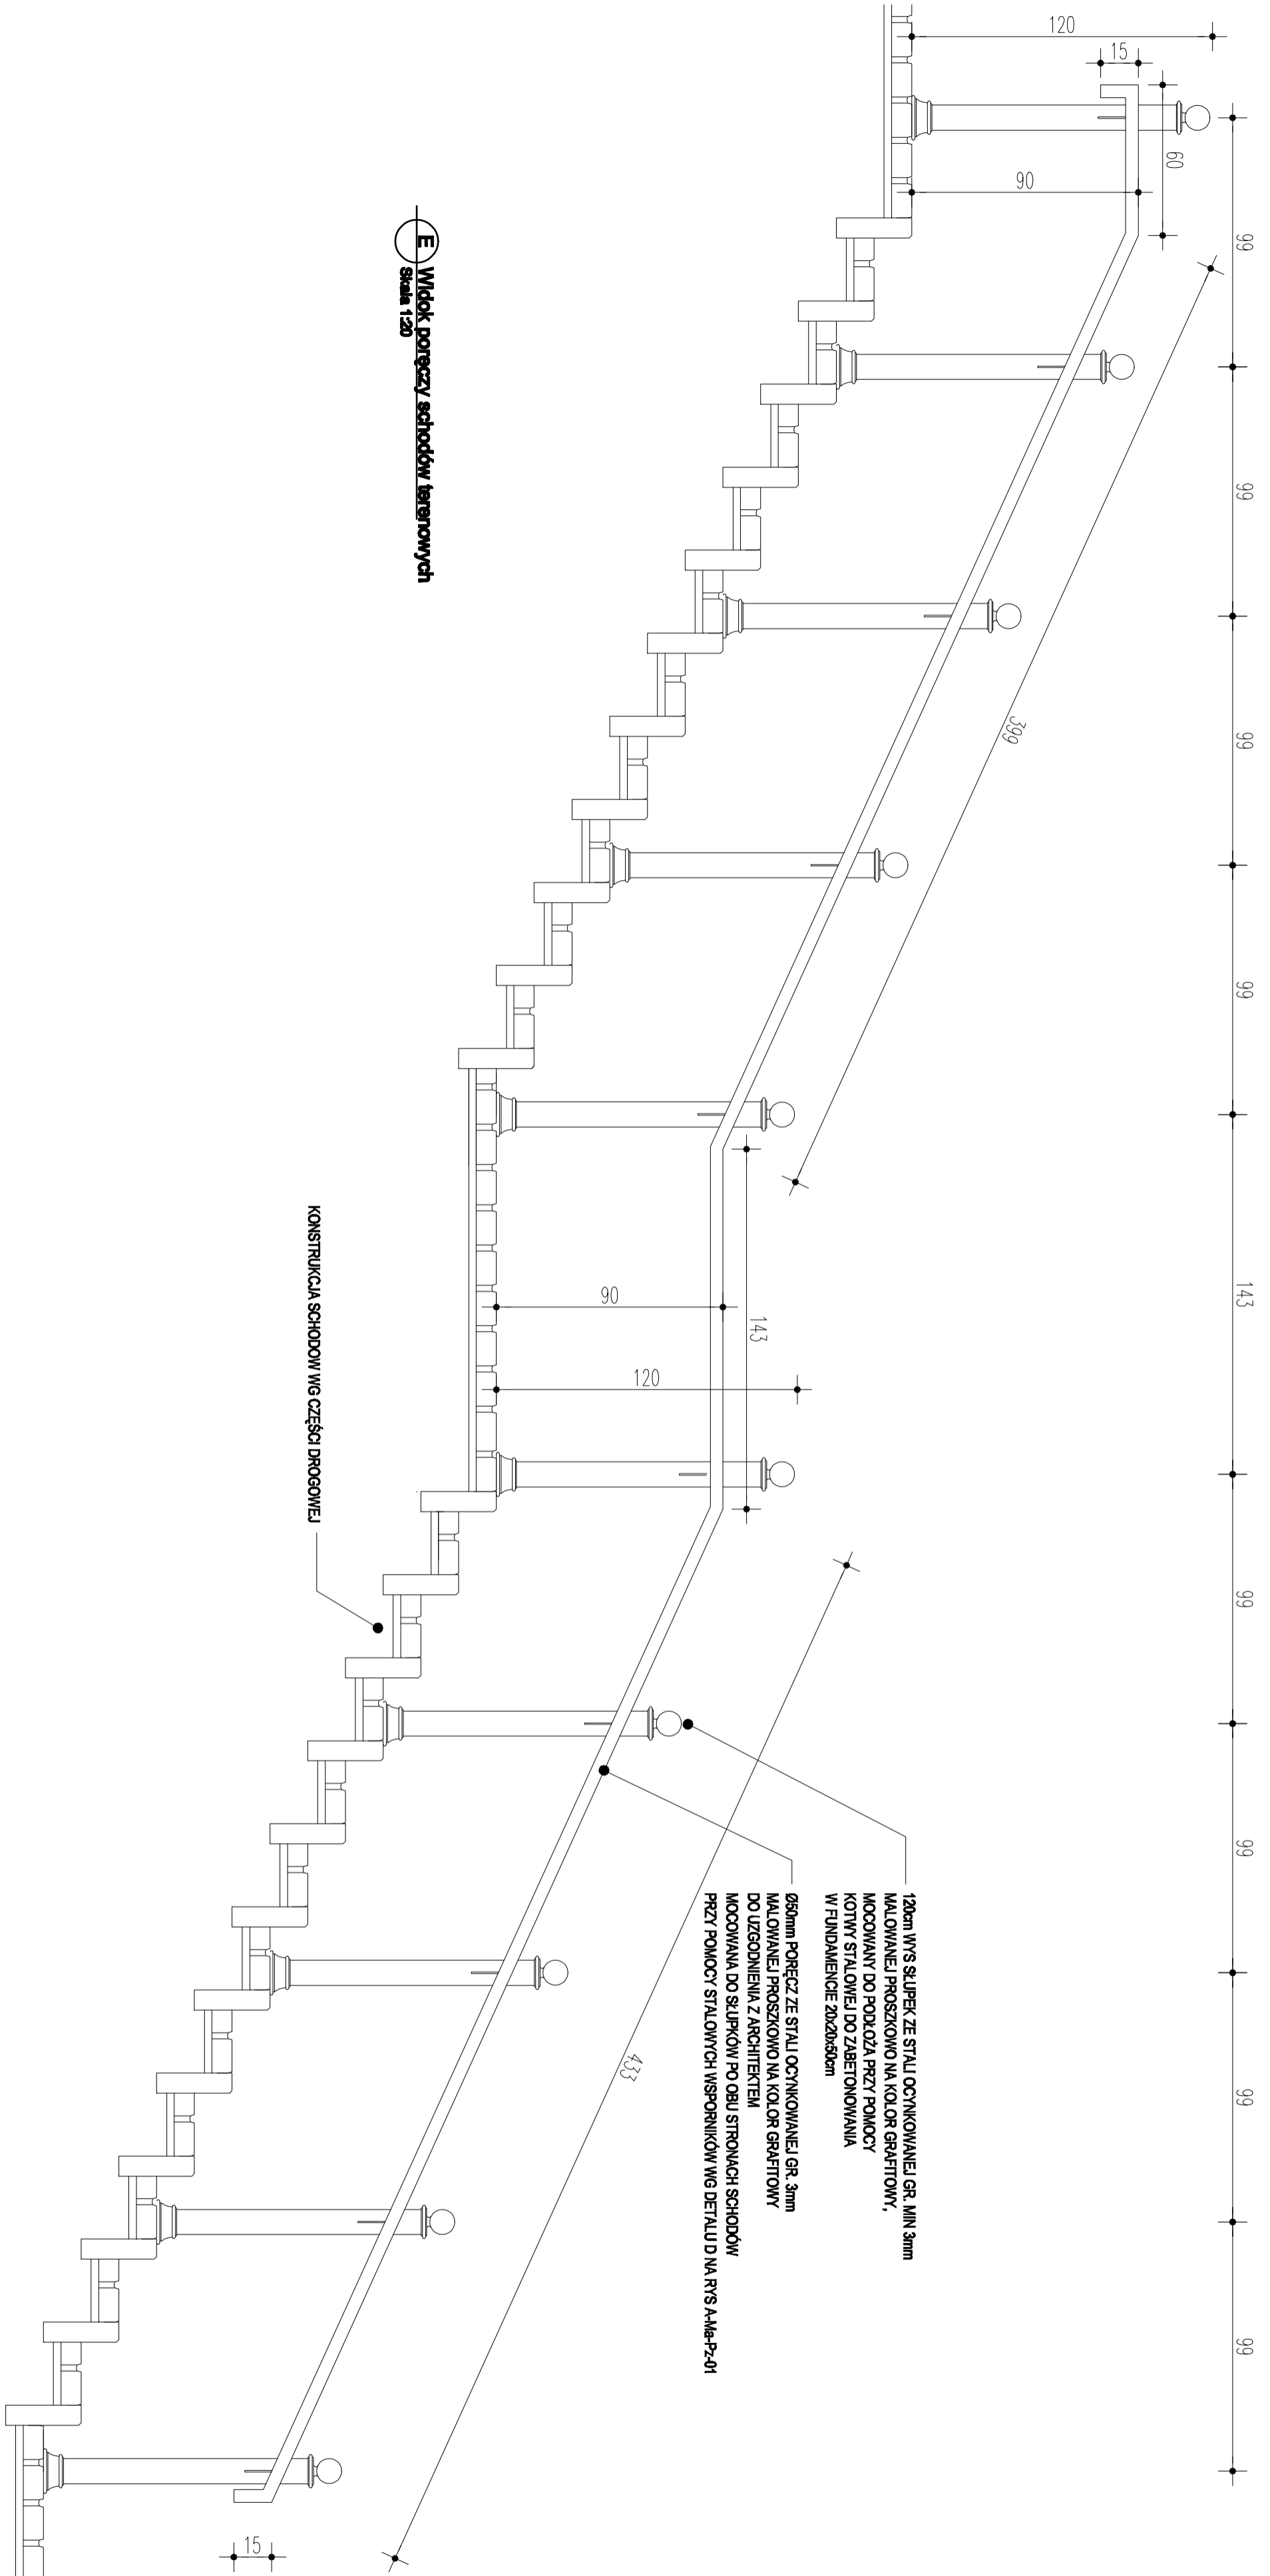 120
15
60
90
99
99
99
99
143
99
99
99
99
399
90
143
120
433
15
E Widok poręczy schodów terenowych
Skala 1:20
KONSTRUKCJA SCHODÓW WG CZĘŚCI DROGOWEJ
120cm WYS SŁUPEK ZE STALI OCYNKOWANEJ GR. MIN 3mm
MALOWANEJ PROSZKOWO NA KOLOR GRAFITOWY,
MOCOWANY DO PODŁOŻA PRZY POMOCY
KOTWY STALOWEJ DO ZABETONOWANIA
W FUNDAMENCIE 20x20x50cm
Ø50mm PORĘCZ ZE STALI OCYNKOWANEJ GR. 3mm
MALOWANEJ PROSZKOWO NA KOLOR GRAFITOWY
DO UZGODNIENIA Z ARCHITEKTEM
MOCOWANA DO SŁUPKÓW PO OBU STRONACH SCHODÓW
PRZY POMOCY STALOWYCH WSPORNIKÓW WG DETALU D NA RYS A-Ma-Pz-01